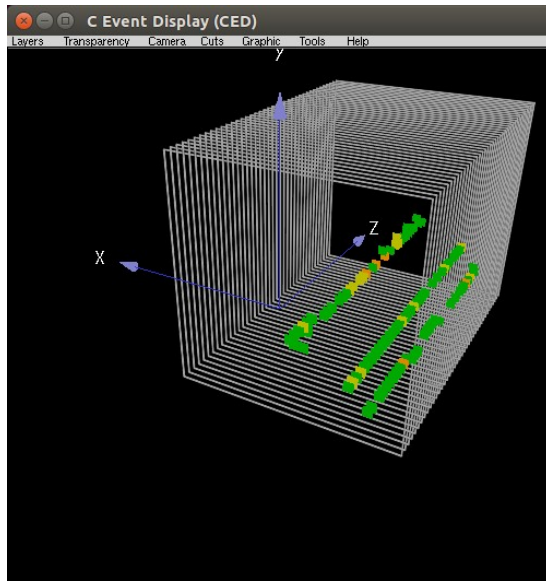 C Event Display (CED)
Layers Transparency Camera Cuts Graphic Tools Help
y
Z
X